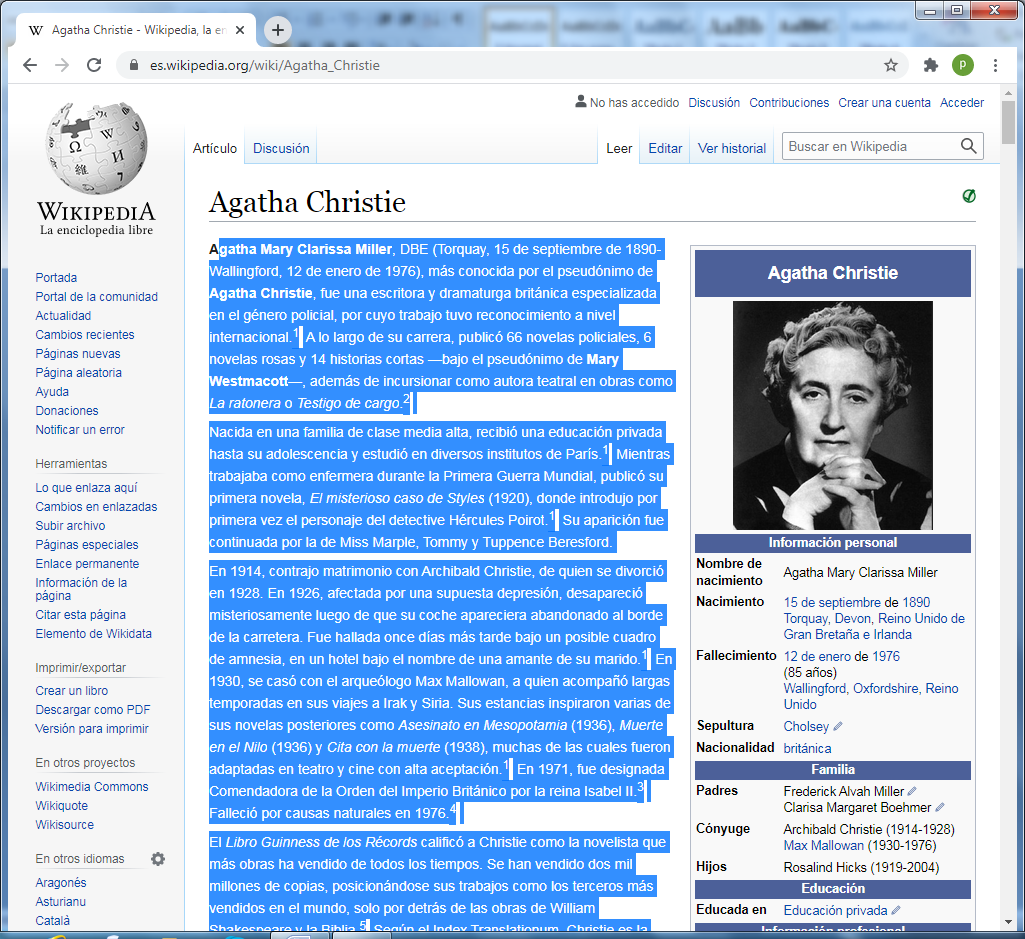 Agatha Christie - Wikipedia, la en
es.wikipedia.org/wiki/Agatha_Christie
P
No has accedido Discusión Contribuciones Crear una cuenta Acceder
Artículo Discusión Leer Editar Ver historial Buscar en Wikipedia
WIKIPEDIA
La enciclopedia libre
Portada
Portal de la comunidad
Actualidad
Cambios recientes
Páginas nuevas
Página aleatoria
Ayuda
Donaciones
Notificar un error
Herramientas
Lo que enlaza aquí
Cambios en enlazadas
Subir archivo
Páginas especiales
Enlace permanente
Información de la
página
Citar esta página
Elemento de Wikidata
Imprimir/exportar
Crear un libro
Descargar como PDF
Versión para imprimir
En otros proyectos
Wikimedia Commons
Wikiquote
Wikisource
En otros idiomas
Aragonés
Asturianu
Català
Agatha Christie
Agatha Mary Clarissa Miller, DBE (Torquay, 15 de septiembre de 1890-
Wallingford, 12 de enero de 1976), más conocida por el pseudónimo de
Agatha Christie, fue una escritora y dramaturga británica especializada
en el género policial, por cuyo trabajo tuvo reconocimiento a nivel
internacional.1 A lo largo de su carrera, publicó 66 novelas policiales, 6
novelas rosas y 14 historias cortas —bajo el pseudónimo de Mary
Westmacott—, además de incursionar como autora teatral en obras como
La ratonera o Testigo de cargo.2
Nacida en una familia de clase media alta, recibió una educación privada
hasta su adolescencia y estudió en diversos institutos de París.1 Mientras
trabajaba como enfermera durante la Primera Guerra Mundial, publicó su
primera novela, El misterioso caso de Styles (1920), donde introdujo por
primera vez el personaje del detective Hércules Poirot.1 Su aparición fue
continuada por la de Miss Marple, Tommy y Tuppence Beresford.
En 1914, contrajo matrimonio con Archibald Christie, de quien se divorció
en 1928. En 1926, afectada por una supuesta depresión, desapareció
misteriosamente luego de que su coche apareciera abandonado al borde
de la carretera. Fue hallada once días más tarde bajo un posible cuadro
de amnesia, en un hotel bajo el nombre de una amante de su marido.1 En
1930, se casó con el arqueólogo Max Mallowan, a quien acompañó largas
temporadas en sus viajes a Irak y Siria. Sus estancias inspiraron varias de
sus novelas posteriores como Asesinato en Mesopotamia (1936), Muerte
en el Nilo (1936) y Cita con la muerte (1938), muchas de las cuales fueron
adaptadas en teatro y cine con alta aceptación.1 En 1971, fue designada
Comendadora de la Orden del Imperio Británico por la reina Isabel II.3
Falleció por causas naturales en 1976.4
El Libro Guinness de los Récords calificó a Christie como la novelista que
más obras ha vendido de todos los tiempos. Se han vendido dos mil
millones de copias, posicionándose sus trabajos como los terceros más
vendidos en el mundo, solo por detrás de las obras de William
Shakespeare y la Biblia.5 Según el Index Translationum, Christie es la
Agatha Christie
Información personal
Nombre de
nacimiento Agatha Mary Clarissa Miller
Nacimiento 15 de septiembre de 1890
Torquay, Devon, Reino Unido de
Gran Bretaña e Irlanda
Fallecimiento 12 de enero de 1976
(85 años)
Wallingford, Oxfordshire, Reino
Unido
Sepultura Cholsey
Nacionalidad británica
Familia
Padres Frederick Alvah Miller
Clarisa Margaret Boehmer
Cónyuge Archibald Christie (1914-1928)
Max Mallowan (1930-1976)
Hijos Rosalind Hicks (1919-2004)
Educación
Educada en Educación privada
Información profesional